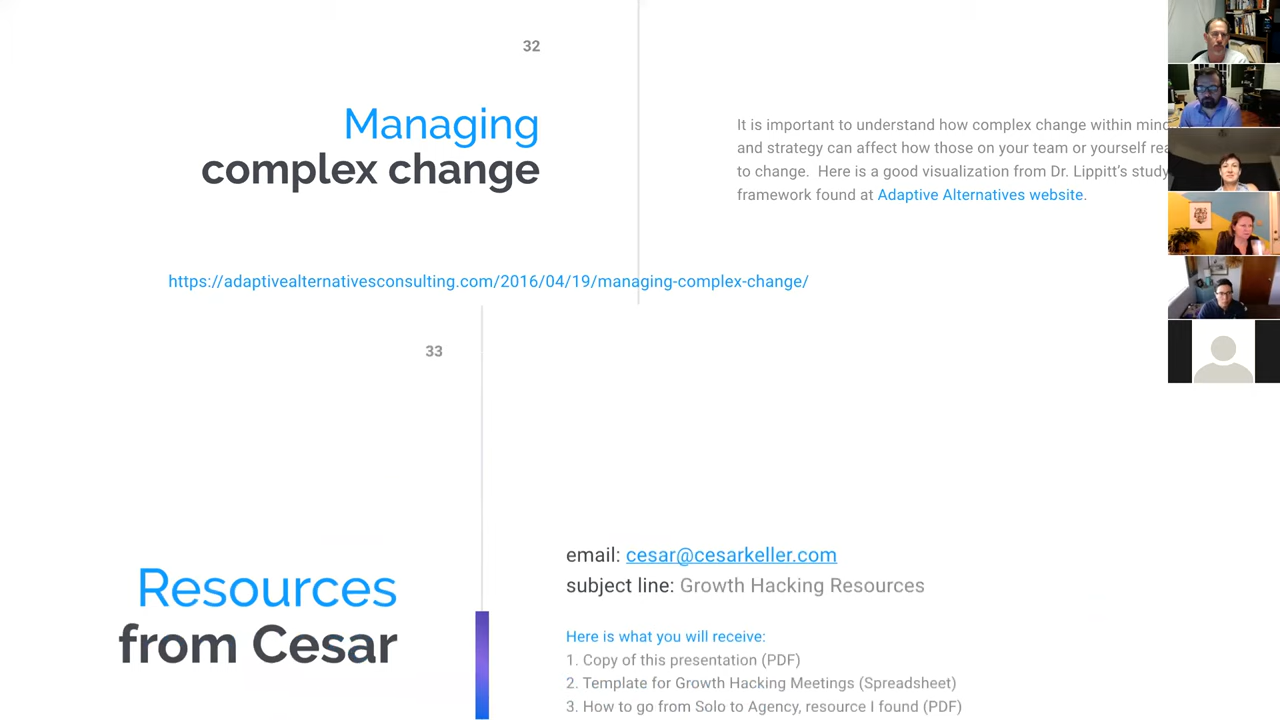 32
Managing
complex change
It is important to understand how complex change within
and strategy can affect how those on your team or yourself
to change. Here is a good visualization from Dr. Lippitt's study
framework found at Adaptive Alternatives website.
https://adaptivealternativesconsulting.com/2016/04/19/managing-complex-change/
33
Resources
from Cesar
email: cesar@cesarkeller.com
subject line: Growth Hacking Resources
Here is what you will receive:
1. Copy of this presentation (PDF)
2. Template for Growth Hacking Meetings (Spreadsheet)
3. How to go from Solo to Agency, resource I found (PDF)